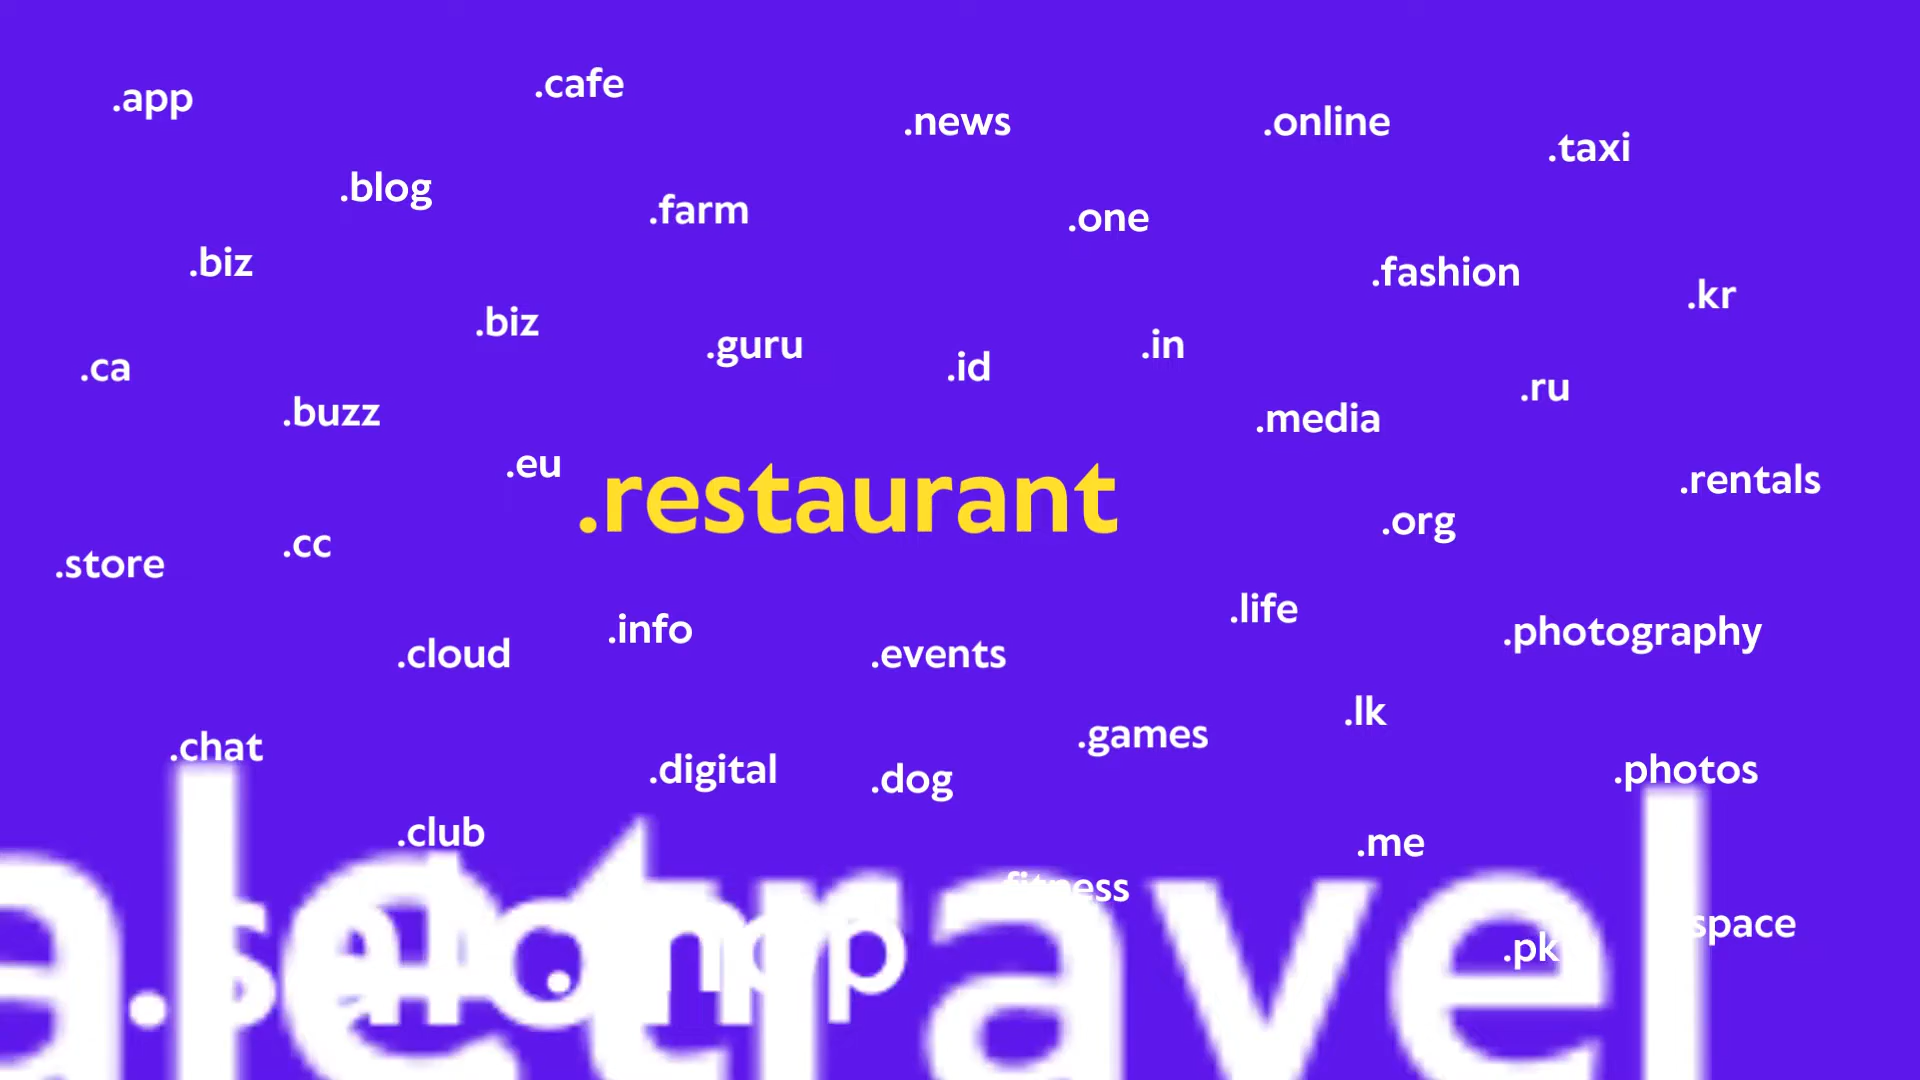 .app
.cafe
.news
.online
.taxi
.blog
.farm
.one
.biz
.fashion
.kr
.biz
.guru
.id
.in
.ca
.ru
.buzz
.media
.eu
.restaurant
.rentals
.org
.store
.cc
.life
.info
.photography
.cloud
.events
.lk
.chat
.games
.digital
.dog
.photos
.club
.me
fitness
space
.pk
.salon
travel